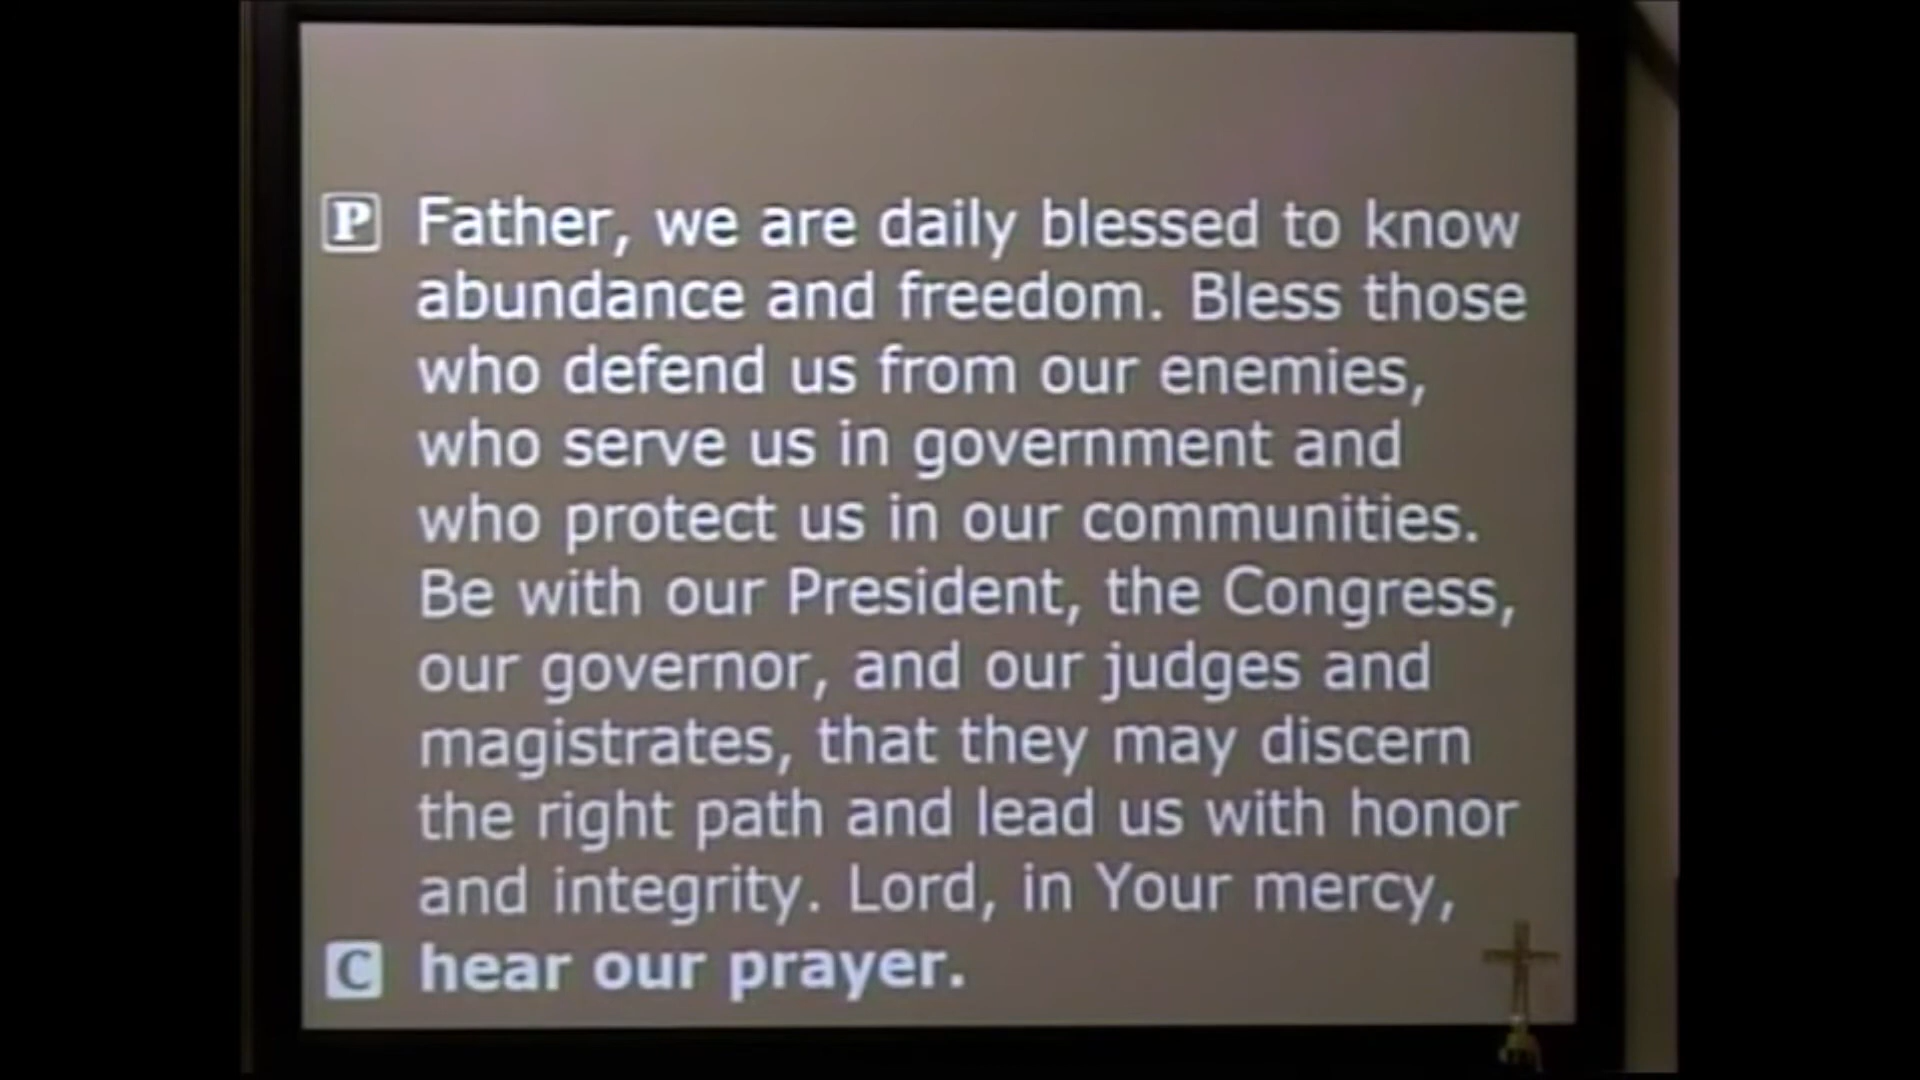 P Father, we are daily blessed to know
abundance and freedom. Bless those
who defend us from our enemies,
who serve us in government and
who protect us in our communities.
Be with our President, the Congress,
our governor, and our judges and
magistrates, that they may discern
the right path and lead us with honor
and integrity. Lord, in Your mercy,
C hear our prayer.